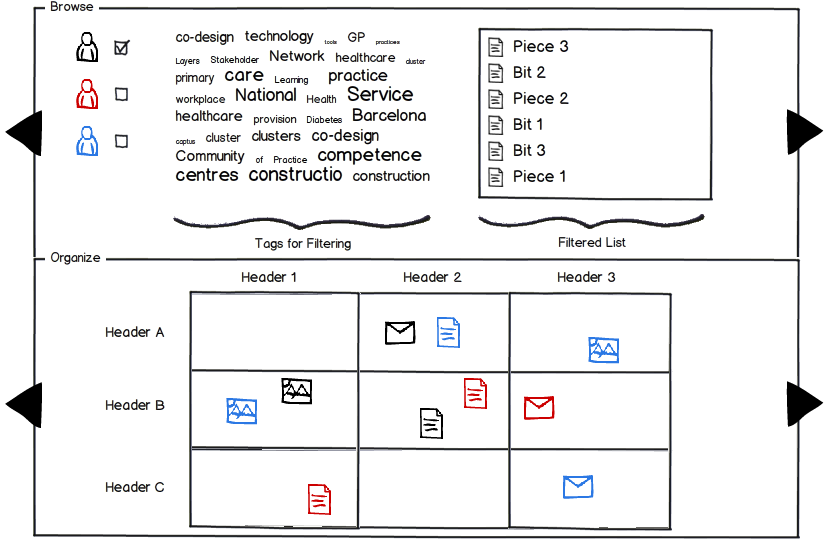 Browse
co-design technology tools GP practices
Layers Stakeholder Network healthcare cluster
primary care Learning practice
workplace National Health Service
healthcare provision Diabetes Barcelona
captus cluster clusters co-design
Community of Practice competence
centres constructio construction
Tags for Filtering
Piece 3
Bit 2
Piece 2
Bit 1
Bit 3
Piece 1
Filtered List
Organize
Header 1 Header 2 Header 3
Header A
Header B
Header C